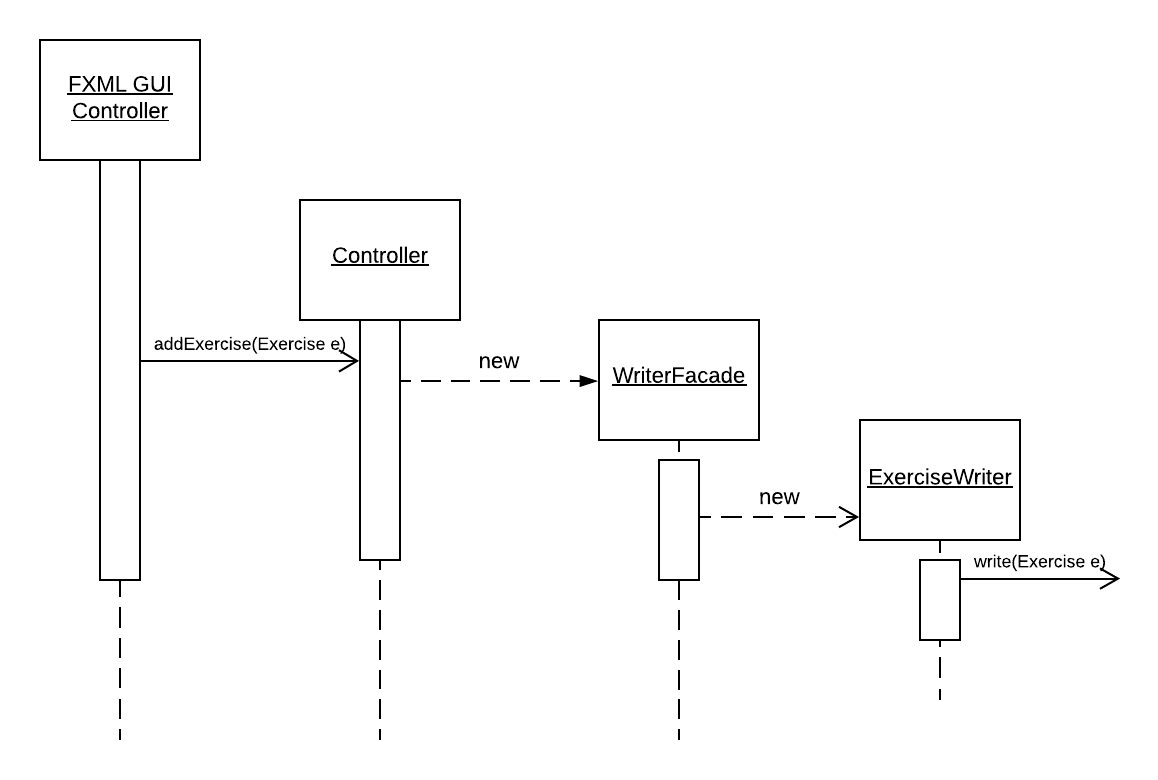 FXML GUI
Controller
Controller
addExercise(Exercise e)
new
WriterFacade
ExerciseWriter
new
write(Exercise e)